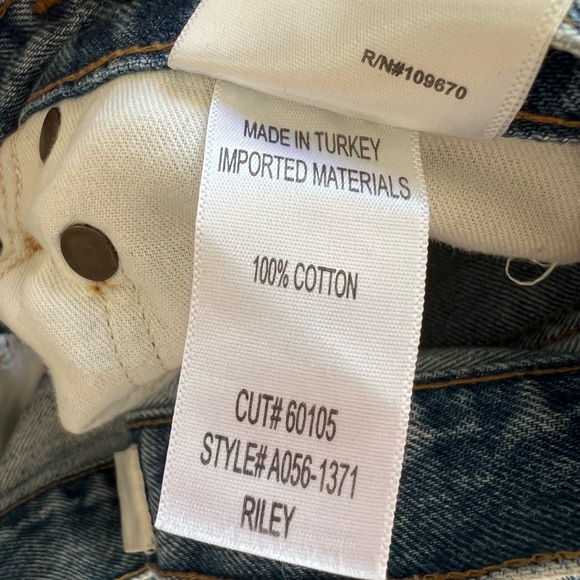 R/N#109670
MADE IN TURKEY
IMPORTED MATERIALS
100% COTTON
CUT# 60105
STYLE# A056-1371
RILEY